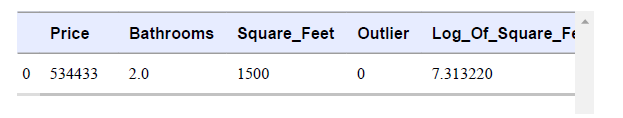 Price Bathrooms Square_Feet Outlier Log_Of_Square_Fe
0 534433 2.0 1500 0 7.313220